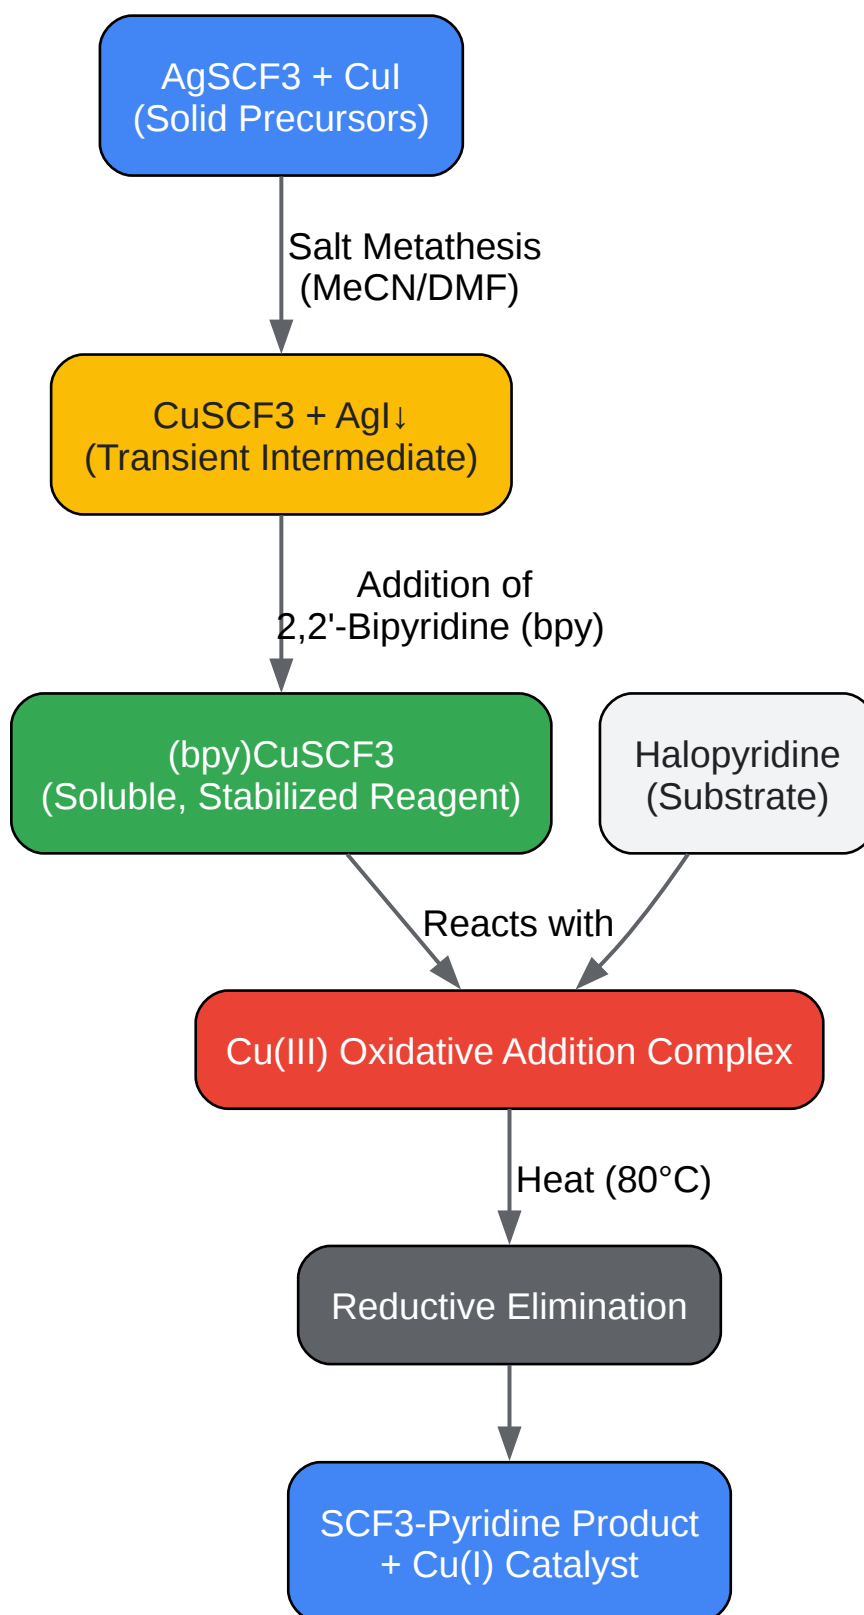 AgSCF3 + CuI
(Solid Precursors)
Salt Metathesis
(MeCN/DMF)
CuSCF3 + AgI↓
(Transient Intermediate)
Addition of
2,2'-Bipyridine (bpy)
(bpy)CuSCF3
(Soluble, Stabilized Reagent)
Halopyridine
(Substrate)
Reacts with
Cu(III) Oxidative Addition Complex
Heat (80°C)
Reductive Elimination
SCF3-Pyridine Product
+ Cu(I) Catalyst